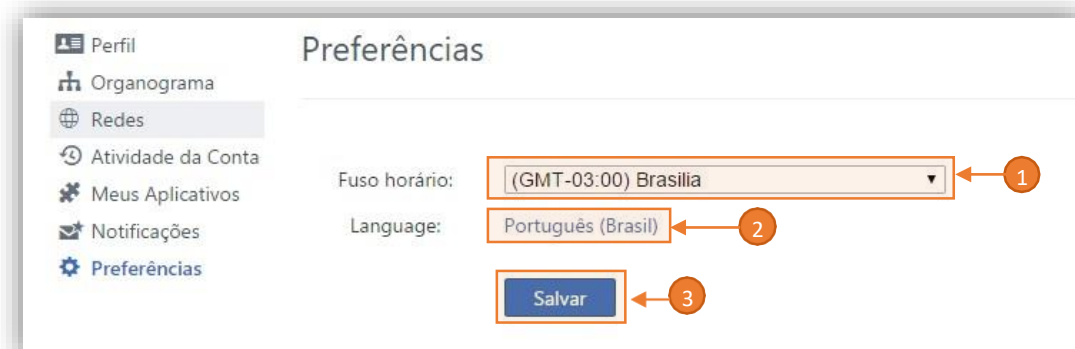 Perfil
Organograma
Redes
Atividade da Conta
Meus Aplicativos
Notificações
Preferências
Preferências
Fuso horário:
(GMT-03:00) Brasilia
1
Language:
Português (Brasil)
2
Salvar
3